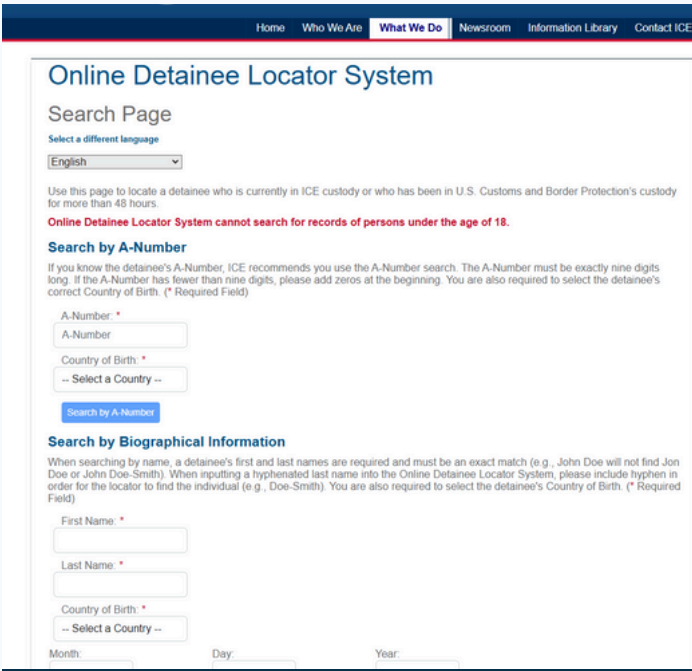 Home Who We Are What We Do Newsroom Information Library Contact ICE
Online Detainee Locator System
Search Page
Select a different language
English
Use this page to locate a detainee who is currently in ICE custody or who has been in U.S. Customs and Border Protection's custody
for more than 48 hours.
Online Detainee Locator System cannot search for records of persons under the age of 18.
Search by A-Number
If you know the detainee's A-Number, ICE recommends you use the A-Number search. The A-Number must be exactly nine digits
long. If the A-Number has fewer than nine digits, please add zeros at the beginning. You are also required to select the detainee's
correct Country of Birth. (* Required Field)
A-Number: *
A-Number
Country of Birth: *
-- Select a Country --
Search by A-Number
Search by Biographical Information
When searching by name, a detainee's first and last names are required and must be an exact match (e.g., John Doe will not find Jon
Doe or John Doe-Smith). When inputting a hyphenated last name into the Online Detainee Locator System, please include hyphen in
order for the locator to find the individual (e.g., Doe-Smith). You are also required to select the detainee's Country of Birth. (* Required
Field)
First Name: *
Last Name: *
Country of Birth: *
-- Select a Country --
Month: Day: Year: